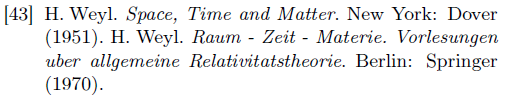 [43] H. Weyl. Space, Time and Matter. New York: Dover
(1951). H. Weyl. Raum - Zeit - Materie. Vorlesungen
uber allgemeine Relativitatstheorie. Berlin: Springer
(1970).